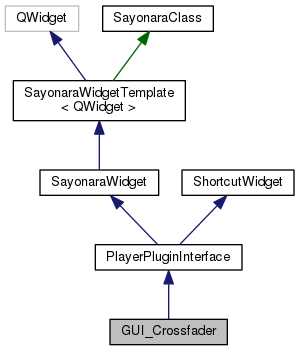 QWidget
SayonaraClass
SayonaraWidgetTemplate
< QWidget >
SayonaraWidget
ShortcutWidget
PlayerPluginInterface
GUI_Crossfader